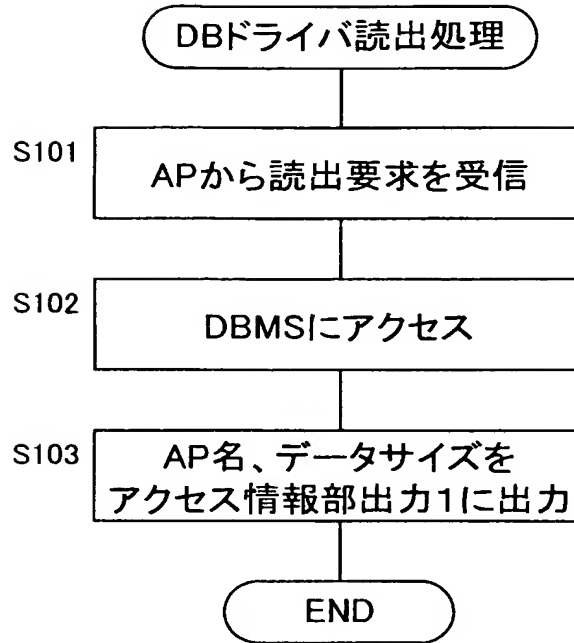 DBドライバ読出処理
S101
APから読出要求を受信
S102
DBMSにアクセス
S103
AP名、データサイズを
アクセス情報部出力1に出力
END